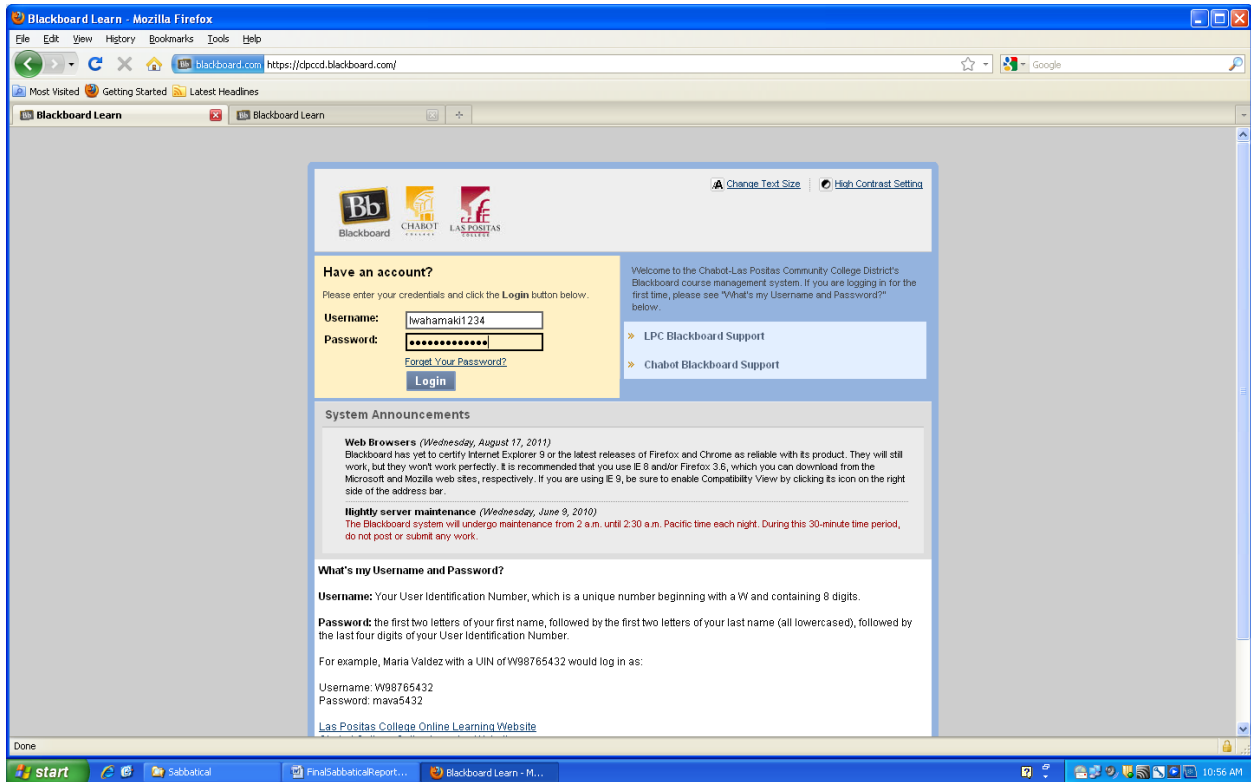 Blackboard Learn - Mozilla Firefox
File Edit View History Bookmarks Tools Help
blackboard.com https://clpccd.blackboard.com/
Google
Most Visited Getting Started Latest Headlines
Blackboard Learn Blackboard Learn
Change Text Size High Contrast Setting
Bb
Blackboard
CHABOT
COLLEGE
LAS POSITAS
COLLEGE
Have an account?
Please enter your credentials and click the Login button below.
Username: lwahamaki1234
Password:
Forget Your Password?
Login
Welcome to the Chabot-Las Positas Community College District's
Blackboard course management system. If you are logging in for the
first time, please see "What's my Username and Password?"
below.
» LPC Blackboard Support
» Chabot Blackboard Support
System Announcements
Web Browsers (Wednesday, August 17, 2011)
Blackboard has yet to certify Internet Explorer 9 or the latest releases of Firefox and Chrome as reliable with its product. They will still
work, but they won't work perfectly. It is recommended that you use IE 8 and/or Firefox 3.6, which you can download from the
Microsoft and Mozilla web sites, respectively. If you are using IE 9, be sure to enable Compatibility View by clicking its icon on the right
side of the address bar.
Nightly server maintenance (Wednesday, June 9, 2010)
The Blackboard system will undergo maintenance from 2 a.m. until 2:30 a.m. Pacific time each night. During this 30-minute time period,
do not post or submit any work.
What's my Username and Password?
Username: Your User Identification Number, which is a unique number beginning with a W and containing 8 digits.
Password: the first two letters of your first name, followed by the first two letters of your last name (all lowercased), followed by
the last four digits of your User Identification Number.
For example, Maria Valdez with a UIN of W98765432 would log in as:
Username: W98765432
Password: mava5432
Las Positas College Online Learning Website
Done
start Sabbatical FinalSabbaticalReport... Blackboard Learn - M... 10:56 AM